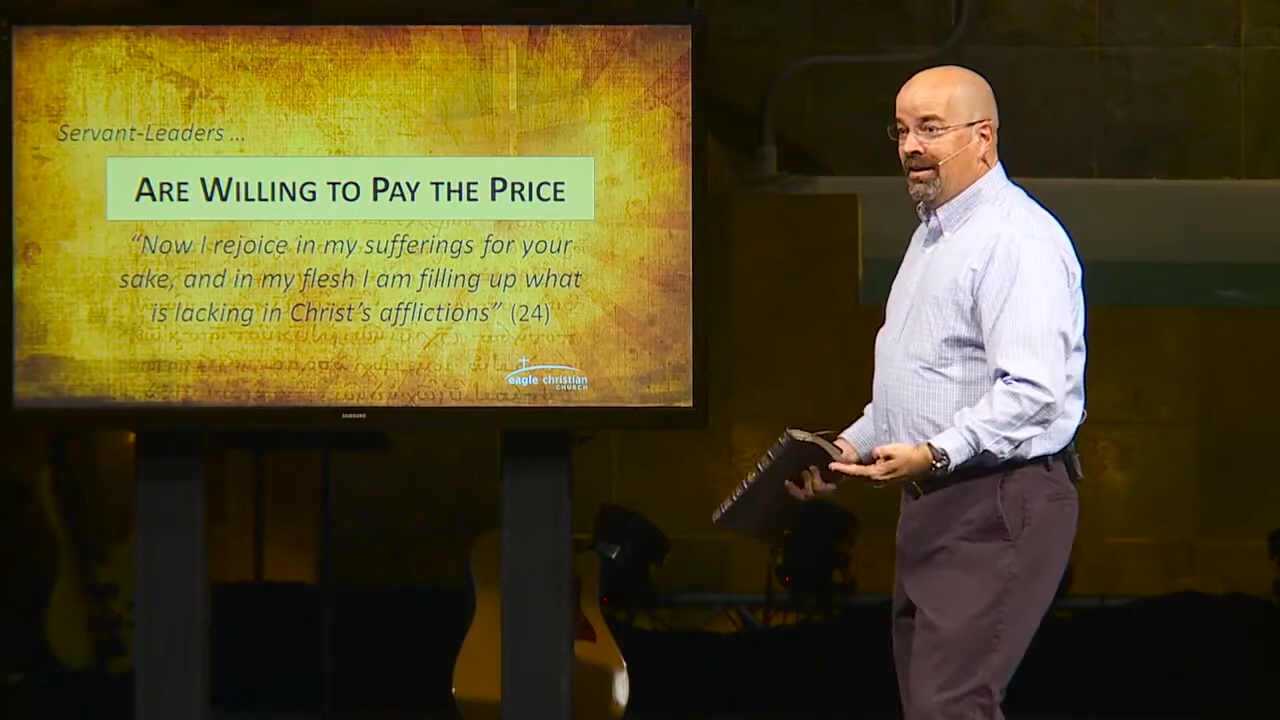 Servant-Leaders ...
ARE WILLING TO PAY THE PRICE
“Now I rejoice in my sufferings for your
sake, and in my flesh I am filling up what
is lacking in Christ’s afflictions” (24)
eagle christian
CHURCH
SAMSUNG